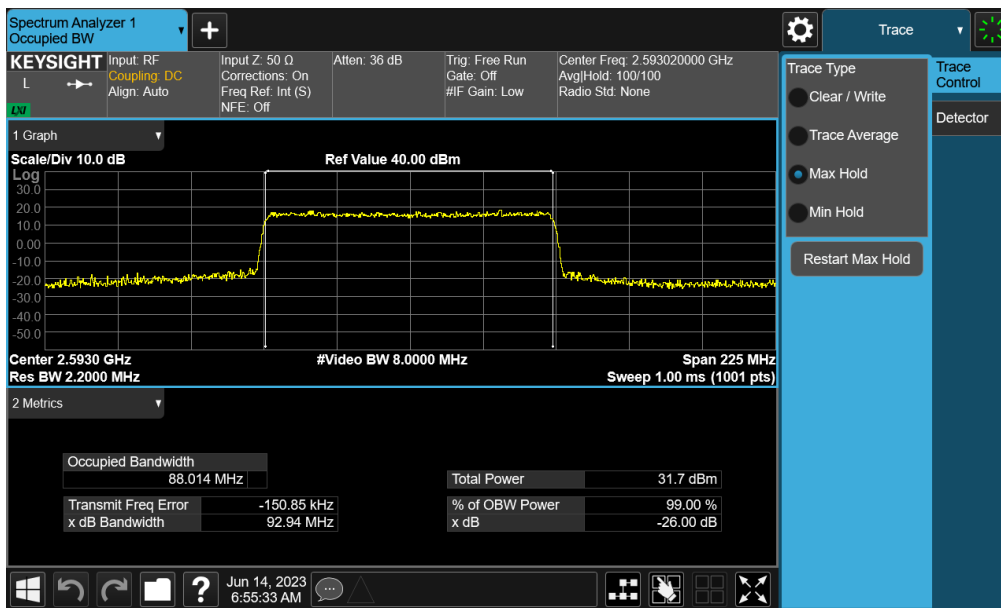 Spectrum Analyzer 1
Occupied BW
+
Trace
KEYSIGHT
L
LXI
Input: RF
Coupling: DC
Align: Auto
Input Z: 50 Ω
Corrections: On
Freq Ref: Int (S)
NFE: Off
Atten: 36 dB
Trig: Free Run
Gate: Off
#IF Gain: Low
Center Freq: 2.593020000 GHz
Avg|Hold: 100/100
Radio Std: None
1 Graph
Scale/Div 10.0 dB
Ref Value 40.00 dBm
Log
30.0
20.0
10.0
0.00
-10.0
-20.0
-30.0
-40.0
-50.0
Center 2.5930 GHz
#Video BW 8.0000 MHz
Span 225 MHz
Res BW 2.2000 MHz
Sweep 1.00 ms (1001 pts)
2 Metrics
Occupied Bandwidth
88.014 MHz
Total Power 31.7 dBm
Transmit Freq Error -150.85 kHz
% of OBW Power 99.00 %
x dB Bandwidth 92.94 MHz
x dB -26.00 dB
Trace Type
Clear / Write
Trace Average
Max Hold
Min Hold
Restart Max Hold
Trace
Control
Detector
?
Jun 14, 2023
6:55:33 AM